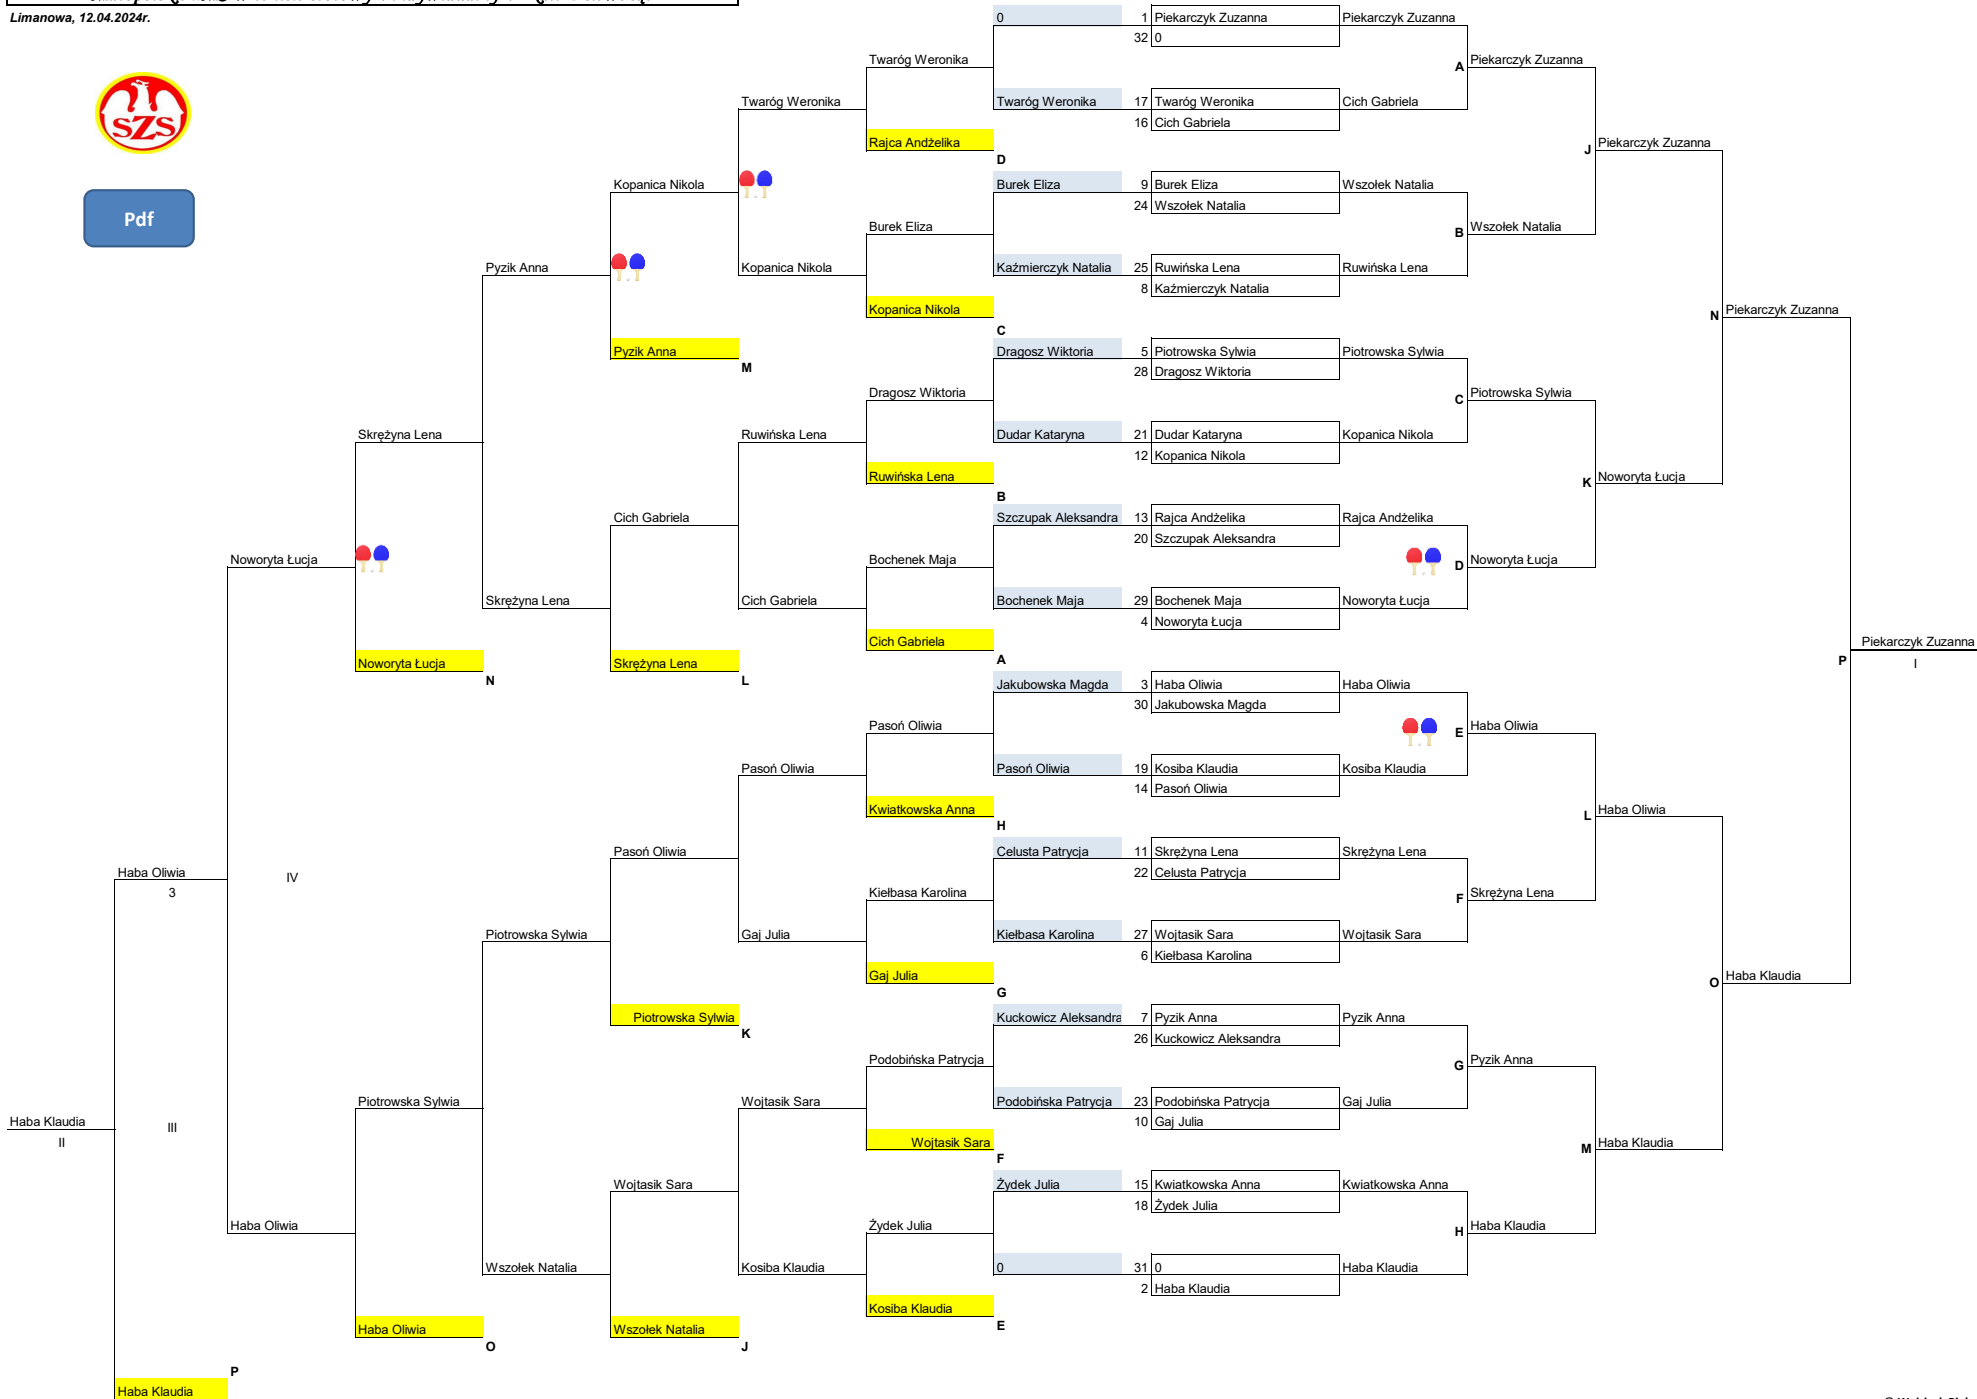 Limanowa, 12.04.2024r.
SZS
Pdf
0 1 Piekarczyk Zuzanna Piekarczyk Zuzanna
32 0
Twaróg Weronika A Piekarczyk Zuzanna
Twaróg Weronika Twaróg Weronika 17 Twaróg Weronika Cich Gabriela
16 Cich Gabriela
Rajca Andżelika J Piekarczyk Zuzanna
D
Kopanica Nikola Burek Eliza 9 Burek Eliza Wszołek Natalia
24 Wszołek Natalia
Burek Eliza B Wszołek Natalia
Pyzik Anna Kopanica Nikola Kaźmierczyk Natalia 25 Ruwińska Lena Ruwińska Lena
8 Kaźmierczyk Natalia
Kopanica Nikola N Piekarczyk Zuzanna
C
Pyzik Anna Dragosz Wiktoria 5 Piotrowska Sylwia Piotrowska Sylwia
M 28 Dragosz Wiktoria
Dragosz Wiktoria C Piotrowska Sylwia
Skrężyna Lena Ruwińska Lena Dudar Kataryna 21 Dudar Kataryna Kopanica Nikola
12 Kopanica Nikola
Ruwińska Lena K Noworyta Łucja
B
Cich Gabriela Szczupak Aleksandra 13 Rajca Andżelika Rajca Andżelika
20 Szczupak Aleksandra
Noworyta Łucja Bochenek Maja D Noworyta Łucja
Skrężyna Lena Cich Gabriela Bochenek Maja 29 Bochenek Maja Noworyta Łucja
4 Noworyta Łucja
Cich Gabriela Piekarczyk Zuzanna
Noworyta Łucja Skrężyna Lena A P I
N L Jakubowska Magda 3 Haba Oliwia Haba Oliwia
30 Jakubowska Magda
Pasoń Oliwia E Haba Oliwia
Pasoń Oliwia Pasoń Oliwia 19 Kosiba Klaudia Kosiba Klaudia
14 Pasoń Oliwia
Kwiatkowska Anna L Haba Oliwia
H
Pasoń Oliwia Celusta Patrycja 11 Skrężyna Lena Skrężyna Lena
Haba Oliwia IV 22 Celusta Patrycja
3 Kiełbasa Karolina F Skrężyna Lena
Piotrowska Sylwia Gaj Julia Kiełbasa Karolina 27 Wojtasik Sara Wojtasik Sara
6 Kiełbasa Karolina
Gaj Julia O Haba Klaudia
G
Piotrowska Sylwia Kuckowicz Aleksandra 7 Pyzik Anna Pyzik Anna
K 26 Kuckowicz Aleksandra
Podobińska Patrycja G Pyzik Anna
Piotrowska Sylwia Wojtasik Sara Podobińska Patrycja 23 Podobińska Patrycja Gaj Julia
Haba Klaudia III 10 Gaj Julia
II Wojtasik Sara M Haba Klaudia
F
Wojtasik Sara Żydek Julia 15 Kwiatkowska Anna Kwiatkowska Anna
18 Żydek Julia
Haba Oliwia Żydek Julia H Haba Klaudia
Wszołek Natalia Kosiba Klaudia 0 31 0 Haba Klaudia
2 Haba Klaudia
Kosiba Klaudia
Haba Oliwia Wszołek Natalia E
O J
P
Haba Klaudia